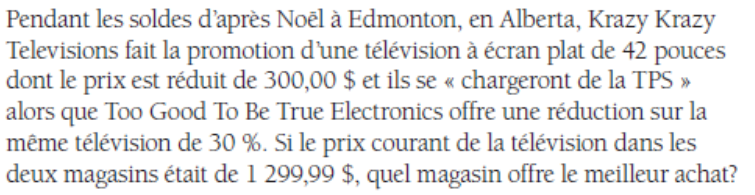 Pendant les soldes d'après Noël à Edmonton, en Alberta, Krazy Krazy
Televisions fait la promotion d'une télévision à écran plat de 42 pouces
dont le prix est réduit de 300,00 $ et ils se « chargeront de la TPS »
alors que Too Good To Be True Electronics offre une réduction sur la
même télévision de 30 %. Si le prix courant de la télévision dans les
deux magasins était de 1 299,99 $, quel magasin offre le meilleur achat?